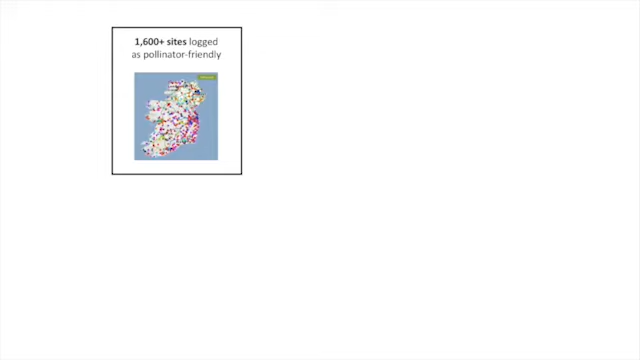 1,600+ sites logged
as pollinator-friendly